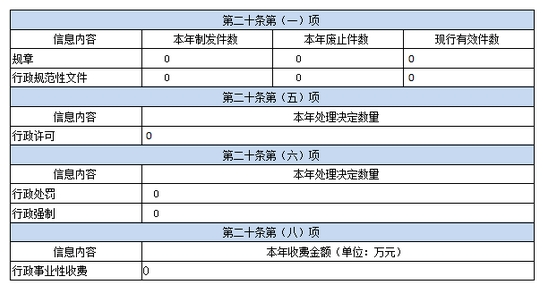 第二十条第（一）项
信息内容 本年制发件数 本年废止件数 现行有效件数
规章 0 0 0
行政规范性文件 0 0 0
第二十条第（五）项
信息内容 本年处理决定数量
行政许可 0
第二十条第（六）项
信息内容 本年处理决定数量
行政处罚 0
行政强制 0
第二十条第（八）项
信息内容 本年收费金额（单位：万元）
行政事业性收费 0